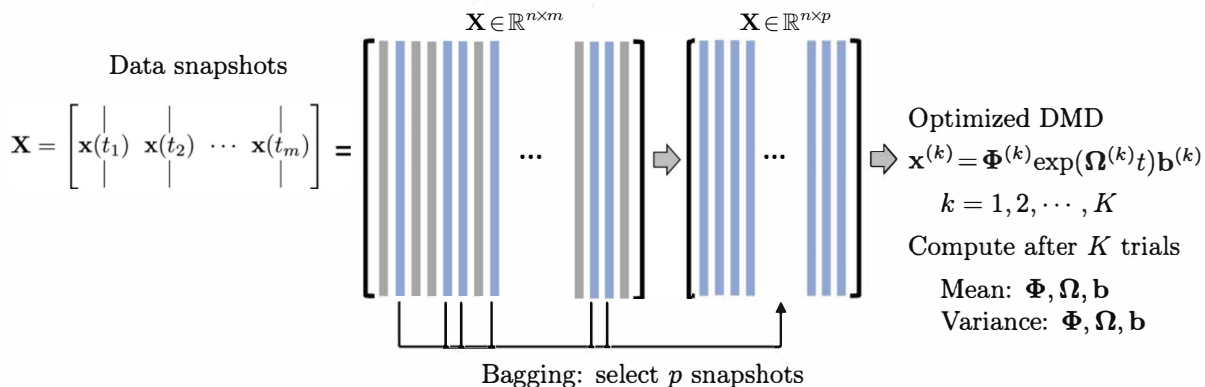 Data snapshots
𝐗 = [𝐱(t₁) 𝐱(t₂) ⋯ 𝐱(tₘ)] =
𝐗∈ℝⁿˣᵐ
...
𝐗∈ℝⁿˣᵖ
...
Optimized DMD
𝐱⁽ᵏ⁾ = 𝚽⁽ᵏ⁾exp(𝛀⁽ᵏ⁾t)𝐛⁽ᵏ⁾
k = 1, 2, ⋯ , K
Compute after K trials
Mean: 𝚽, 𝛀, 𝐛
Variance: 𝚽, 𝛀, 𝐛
Bagging: select p snapshots